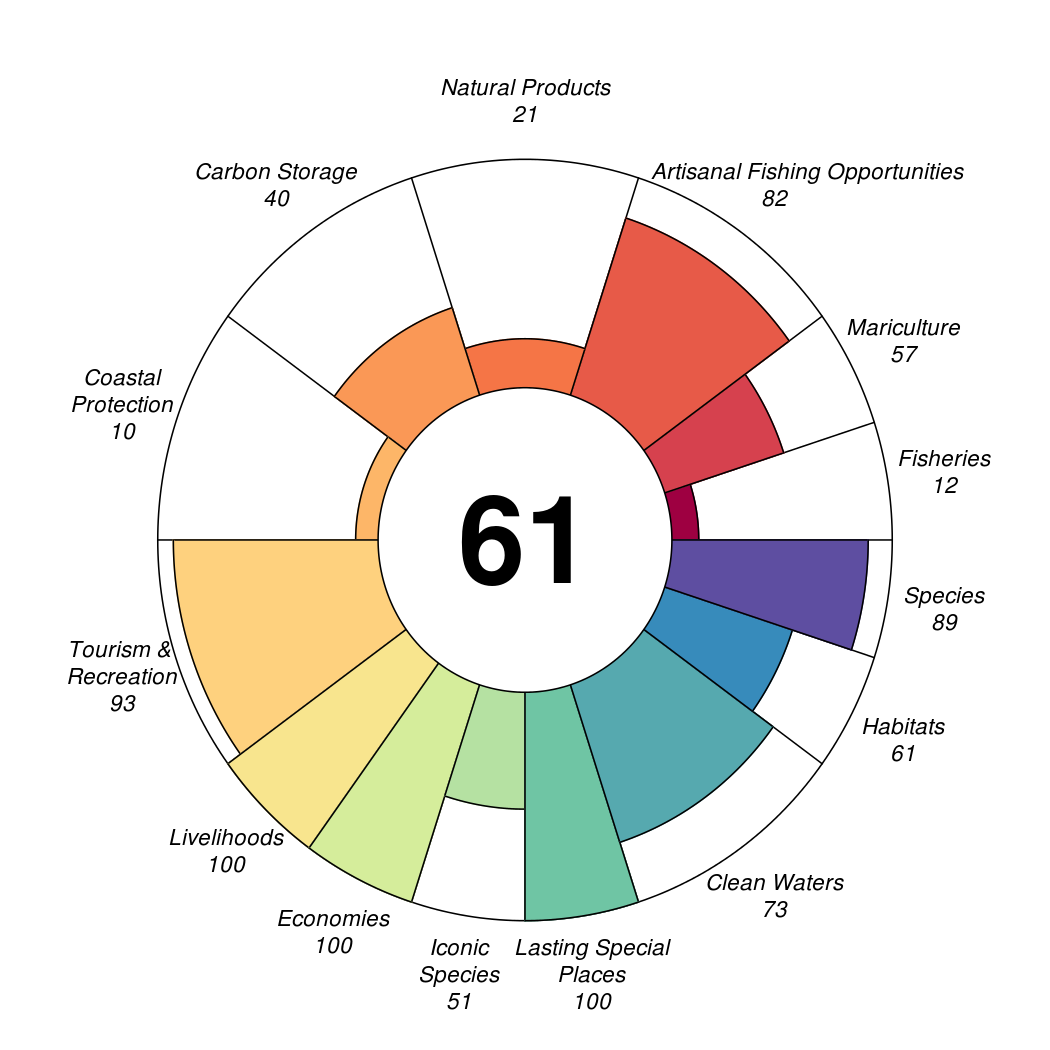 Natural Products
21
Carbon Storage
40
Artisanal Fishing Opportunities
82
Mariculture
57
Coastal
Protection
10
Fisheries
12
61
Species
89
Tourism &
Recreation
93
Habitats
61
Livelihoods
100
Clean Waters
73
Economies
100
Iconic
Species
51
Lasting Special
Places
100